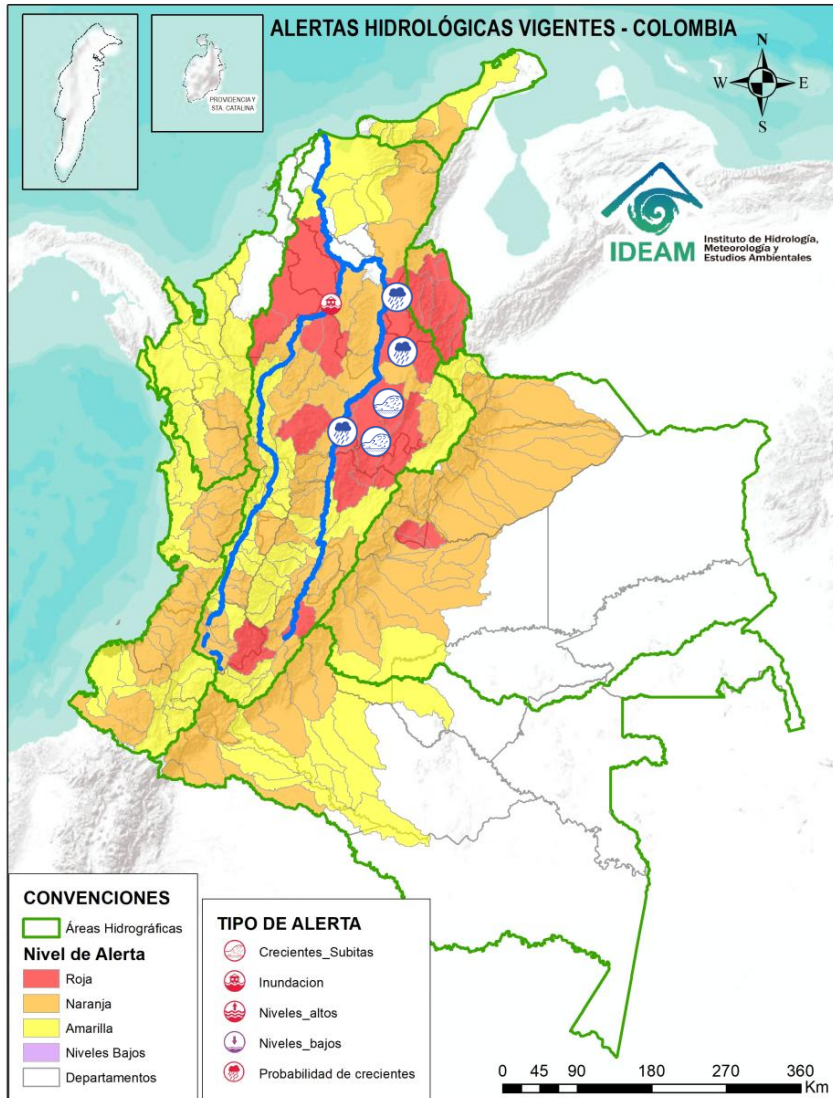 ALERTAS HIDROLÓGICAS VIGENTES - COLOMBIA
PROVIDENCIA Y
STA. CATALINA
N
W
E
S
IDEAM
Instituto de Hidrología,
Meteorología y
Estudios Ambientales
CONVENCIONES
Áreas Hidrográficas
Nivel de Alerta
Roja
Naranja
Amarilla
Niveles Bajos
Departamentos
TIPO DE ALERTA
Crecientes_Subitas
Inundacion
Niveles_altos
Niveles_bajos
Probabilidad de crecientes
0 45 90 180 270 360
Km